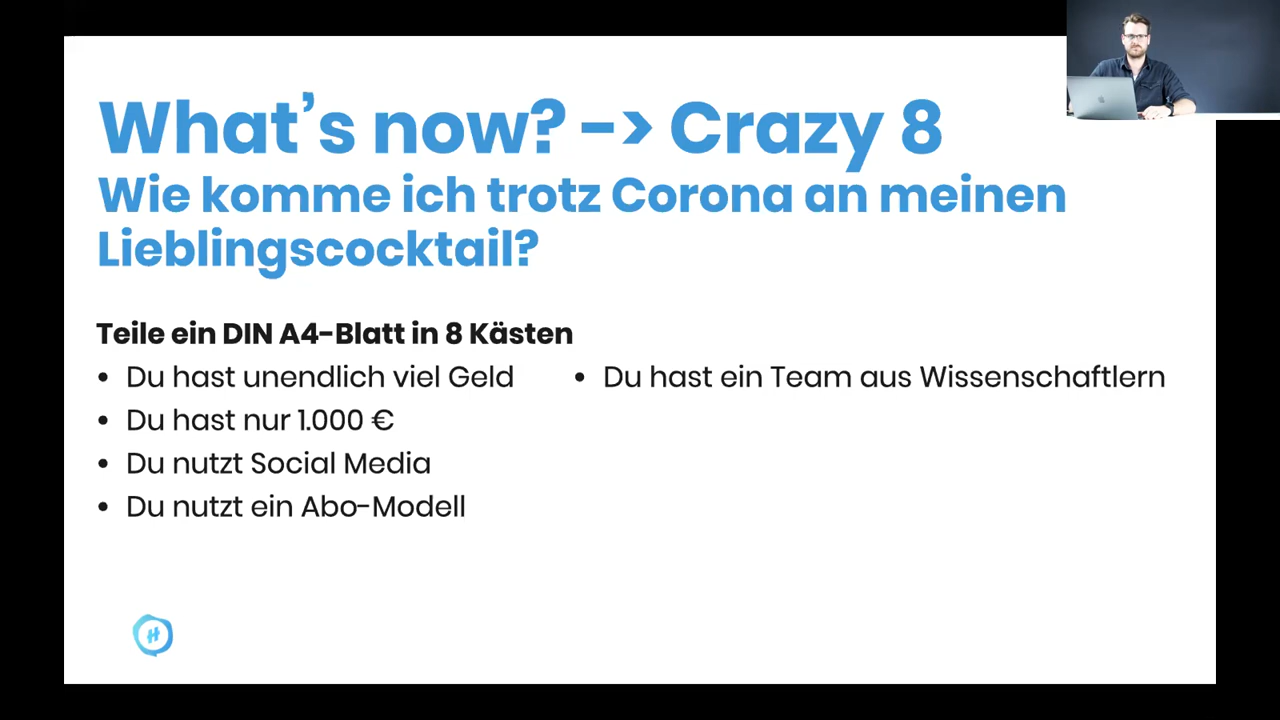 What's now? -> Crazy 8
Wie komme ich trotz Corona an meinen
Lieblingscocktail?
Teile ein DIN A4-Blatt in 8 Kästen
• Du hast unendlich viel Geld
• Du hast nur 1.000 €
• Du nutzt Social Media
• Du nutzt ein Abo-Modell
• Du hast ein Team aus Wissenschaftlern
H